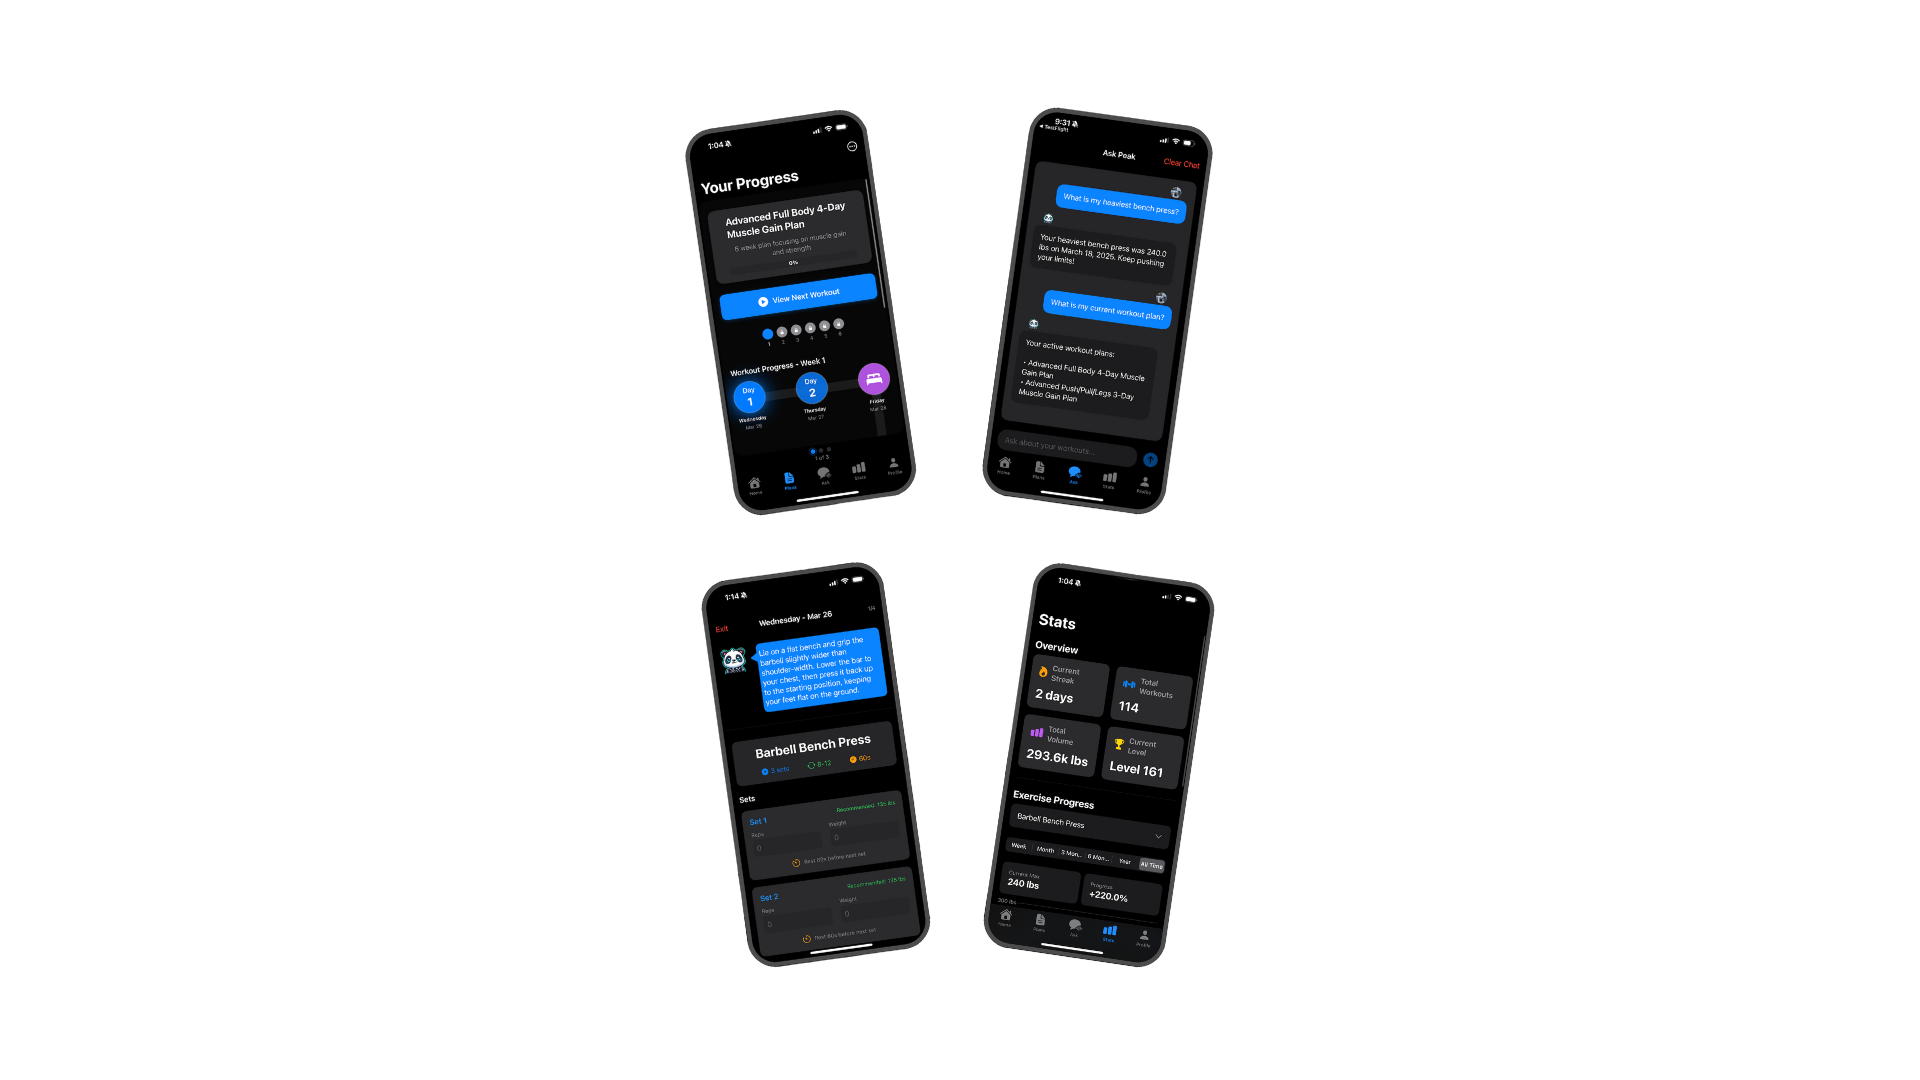 1:04
Your Progress
Advanced Full Body 4-Day
Muscle Gain Plan
6 week plan focusing on muscle gain
and strength
0%
View Next Workout
1 2 3 4 5 6
Workout Progress - Week 1
Day
1
Wednesday
Mar 26
Day
2
Thursday
Mar 27
Friday
Mar 28
1 of 3
Home
Plans
Ask
Stats
Profile
9:31
TestFlight
Ask Peak
Clear Chat
What is my heaviest bench press?
Your heaviest bench press was 240.0
lbs on March 18, 2025. Keep pushing
your limits!
What is my current workout plan?
Your active workout plans:
• Advanced Full Body 4-Day Muscle
Gain Plan
• Advanced Push/Pull/Legs 3-Day
Muscle Gain Plan
Ask about your workouts...
Home
Plans
Ask
Stats
Profile
1:14
Exit
Wednesday - Mar 26
1/4
Lie on a flat bench and grip the
barbell slightly wider than
shoulder-width. Lower the bar to
your chest, then press it back up
to the starting position, keeping
your feet flat on the ground.
Barbell Bench Press
3 sets
8-12
60s
Sets
Set 1
Recommended: 135 lbs
Reps
0
Weight
0
Rest 60s before next set
Set 2
Recommended: 135 lbs
Reps
0
Weight
0
Rest 60s before next set
1:04
Stats
Overview
Current
Streak
2 days
Total
Workouts
114
Total
Volume
293.6k lbs
Current
Level
Level 161
Exercise Progress
Barbell Bench Press
Week
Month
3 Mon...
6 Mon...
Year
All Time
Current Max
240 lbs
Progress
+220.0%
300 lbs
Home
Plans
Ask
Stats
Profile